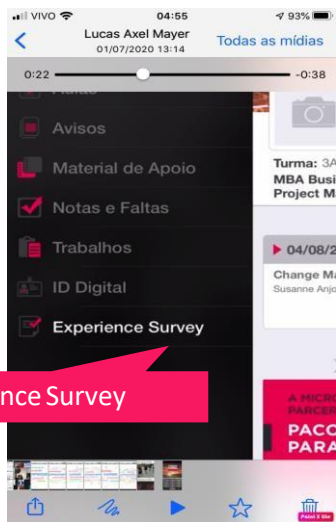 VIVO 04:55 93%
Lucas Axel Mayer
01/07/2020 13:14
Todas as mídias
0:22 -0:38
Avisos
Material de Apoio
Notas e Faltas
Trabalhos
ID Digital
Experience Survey
nce Survey
Turma: 3A
MBA Busi
Project M
04/08/2
Change Ma
Susanne Anjo
A MICRO
PARCER
PACO
PARA